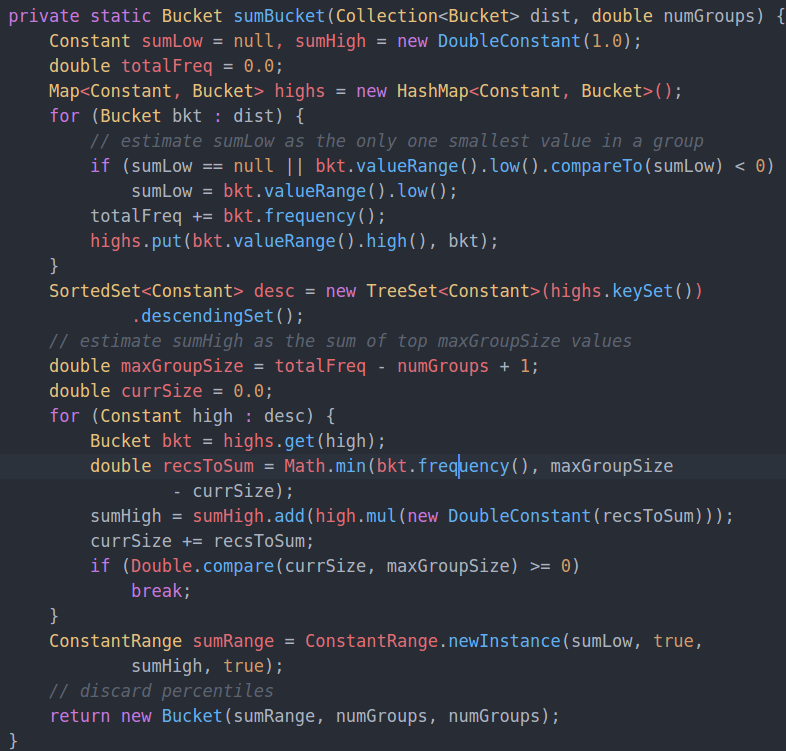 private static Bucket sumBucket(Collection<Bucket> dist, double numGroups) {
    Constant sumLow = null, sumHigh = new DoubleConstant(1.0);
    double totalFreq = 0.0;
    Map<Constant, Bucket> highs = new HashMap<Constant, Bucket>();
    for (Bucket bkt : dist) {
        // estimate sumLow as the only one smallest value in a group
        if (sumLow == null || bkt.valueRange().low().compareTo(sumLow) < 0)
            sumLow = bkt.valueRange().low();
        totalFreq += bkt.frequency();
        highs.put(bkt.valueRange().high(), bkt);
    }
    SortedSet<Constant> desc = new TreeSet<Constant>(highs.keySet())
            .descendingSet();
    // estimate sumHigh as the sum of top maxGroupSize values
    double maxGroupSize = totalFreq - numGroups + 1;
    double currSize = 0.0;
    for (Constant high : desc) {
        Bucket bkt = highs.get(high);
        double recsToSum = Math.min(bkt.frequency(), maxGroupSize
                - currSize);
        sumHigh = sumHigh.add(high.mul(new DoubleConstant(recsToSum)));
        currSize += recsToSum;
        if (Double.compare(currSize, maxGroupSize) >= 0)
            break;
    }
    ConstantRange sumRange = ConstantRange.newInstance(sumLow, true,
            sumHigh, true);
    // discard percentiles
    return new Bucket(sumRange, numGroups, numGroups);
}